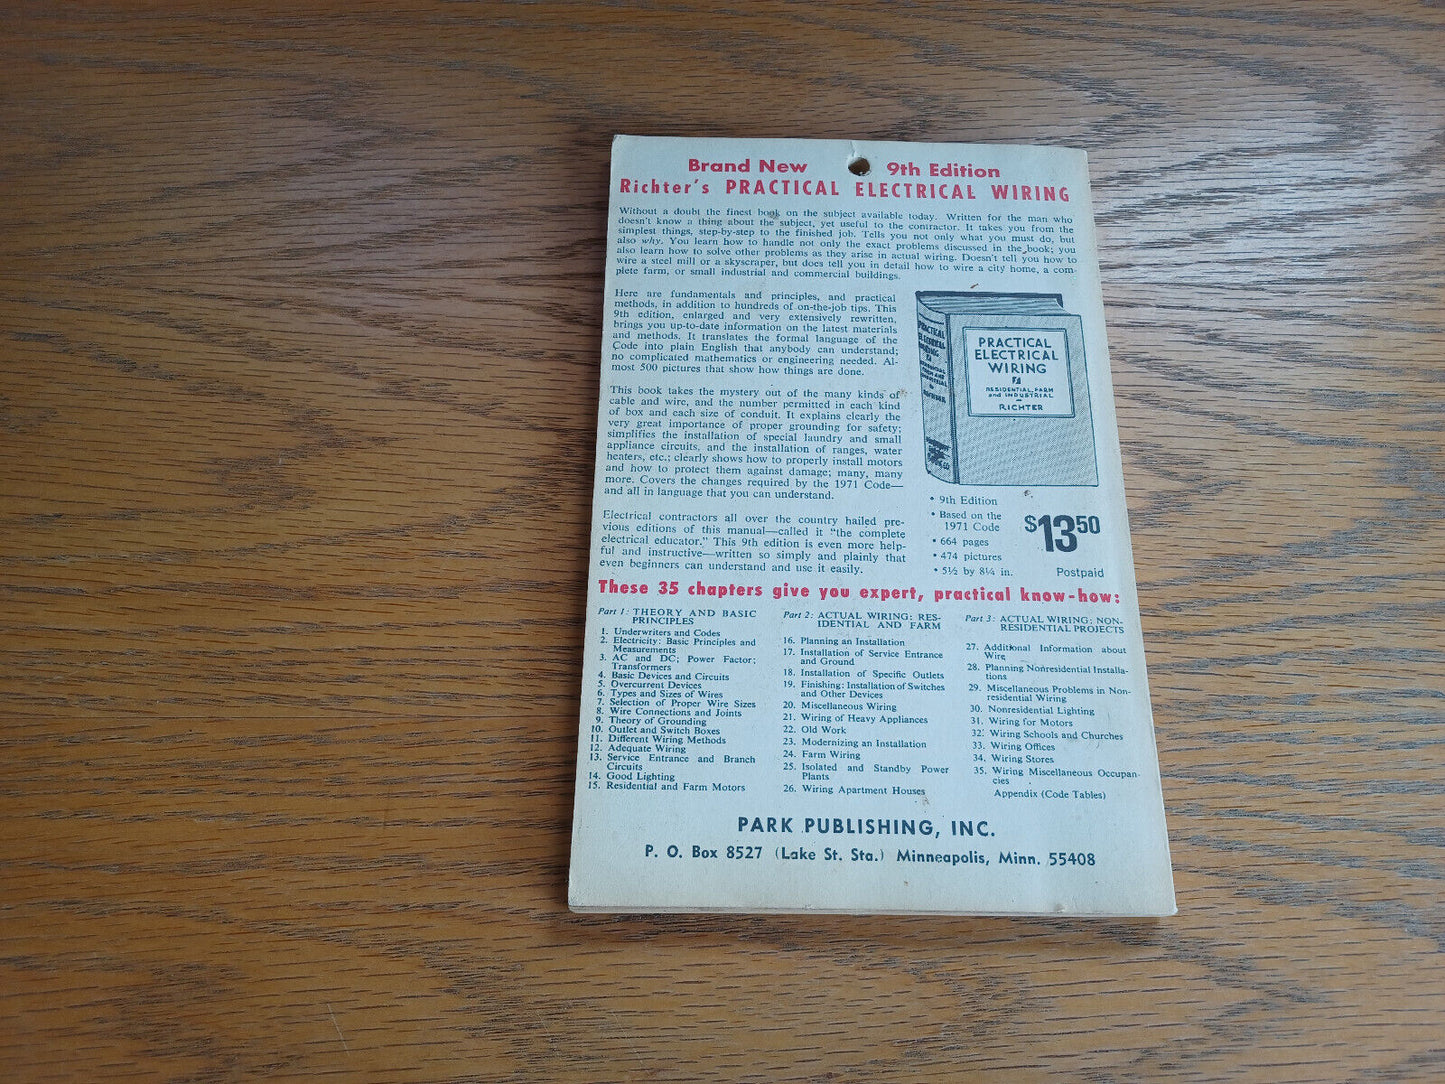 Brand New 9th Edition
Richter's PRACTICAL ELECTRICAL WIRING
Without a doubt the finest book on the subject available today. Written for the man who
doesn't know a thing about the subject, yet useful to the contractor. It takes you from the
simplest things, step-by-step to the finished job. Tells you not only what you must do, but
also why. You learn how to handle not only the exact problems discussed in the book; you
also learn how to solve other problems as they arise in actual wiring. Doesn't tell you how to
wire a steel mill or a skyscraper, but does tell you in detail how to wire a city home, a com-
plete farm, or small industrial and commercial buildings.
Here are fundamentals and principles, and practical
methods, in addition to hundreds of on-the-job tips. This
9th edition, enlarged and very extensively rewritten,
brings you up-to-date information on the latest materials
and methods. It translates the formal language of the
Code into plain English that anybody can understand;
no complicated mathematics or engineering needed. Al-
most 500 pictures that show how things are done.
This book takes the mystery out of the many kinds of
cable and wire, and the number permitted in each kind
of box and each size of conduit. It explains clearly the
very great importance of proper grounding for safety;
simplifies the installation of special laundry and small
appliance circuits, and the installation of ranges, water
heaters, etc.; clearly shows how to properly install motors
and how to protect them against damage; many, many
more. Covers the changes required by the 1971 Code—
and all in language that you can understand.
Electrical contractors all over the country hailed pre-
vious editions of this manual—called it "the complete
electrical educator." This 9th edition is even more help-
ful and instructive—written so simply and plainly that
even beginners can understand and use it easily.
PRACTICAL
ELECTRICAL
WIRING
RESIDENTIAL, FARM
and INDUSTRIAL
RICHTER
PRACTICAL
ELECTRICAL
WIRING
RESIDENTIAL, FARM
and INDUSTRIAL
RICHTER
• 9th Edition
• Based on the
1971 Code
• 664 pages
• 474 pictures
• 5½ by 8¼ in.
$13.50
Postpaid
These 35 chapters give you expert, practical know-how:
Part 1: THEORY AND BASIC
PRINCIPLES
1. Underwriters and Codes
2. Electricity: Basic Principles and
Measurements
3. AC and DC; Power Factor;
Transformers
4. Basic Devices and Circuits
5. Overcurrent Devices
6. Types and Sizes of Wires
7. Selection of Proper Wire Sizes
8. Wire Connections and Joints
9. Theory of Grounding
10. Outlet and Switch Boxes
11. Different Wiring Methods
12. Adequate Wiring
13. Service Entrance and Branch
Circuits
14. Good Lighting
15. Residential and Farm Motors
Part 2: ACTUAL WIRING: RES-
IDENTIAL AND FARM
16. Planning an Installation
17. Installation of Service Entrance
and Ground
18. Installation of Specific Outlets
19. Finishing: Installation of Switches
and Other Devices
20. Miscellaneous Wiring
21. Wiring of Heavy Appliances
22. Old Work
23. Modernizing an Installation
24. Farm Wiring
25. Isolated and Standby Power
Plants
26. Wiring Apartment Houses
Part 3: ACTUAL WIRING: NON-
RESIDENTIAL PROJECTS
27. Additional Information about
Wire
28. Planning Nonresidential Installa-
tions
29. Miscellaneous Problems in Non-
residential Wiring
30. Nonresidential Lighting
31. Wiring for Motors
32. Wiring Schools and Churches
33. Wiring Offices
34. Wiring Stores
35. Wiring Miscellaneous Occupan-
cies
Appendix (Code Tables)
PARK PUBLISHING, INC.
P. O. Box 8527 (Lake St. Sta.) Minneapolis, Minn. 55408